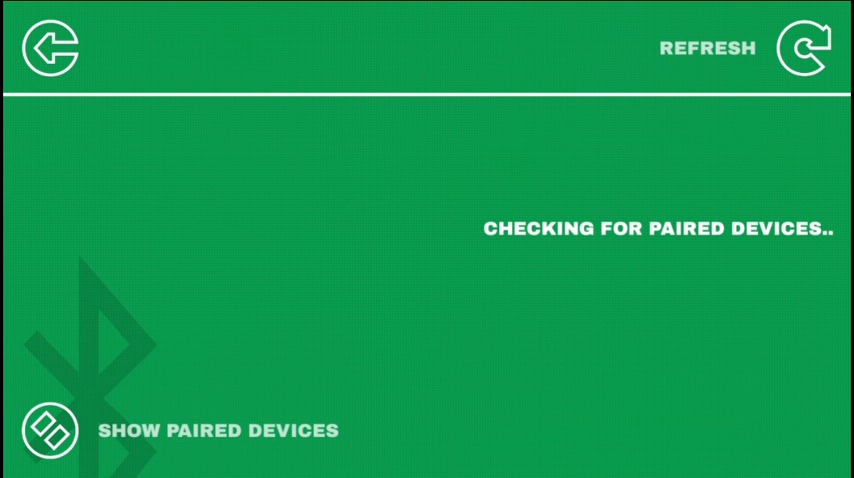 REFRESH
CHECKING FOR PAIRED DEVICES..
SHOW PAIRED DEVICES